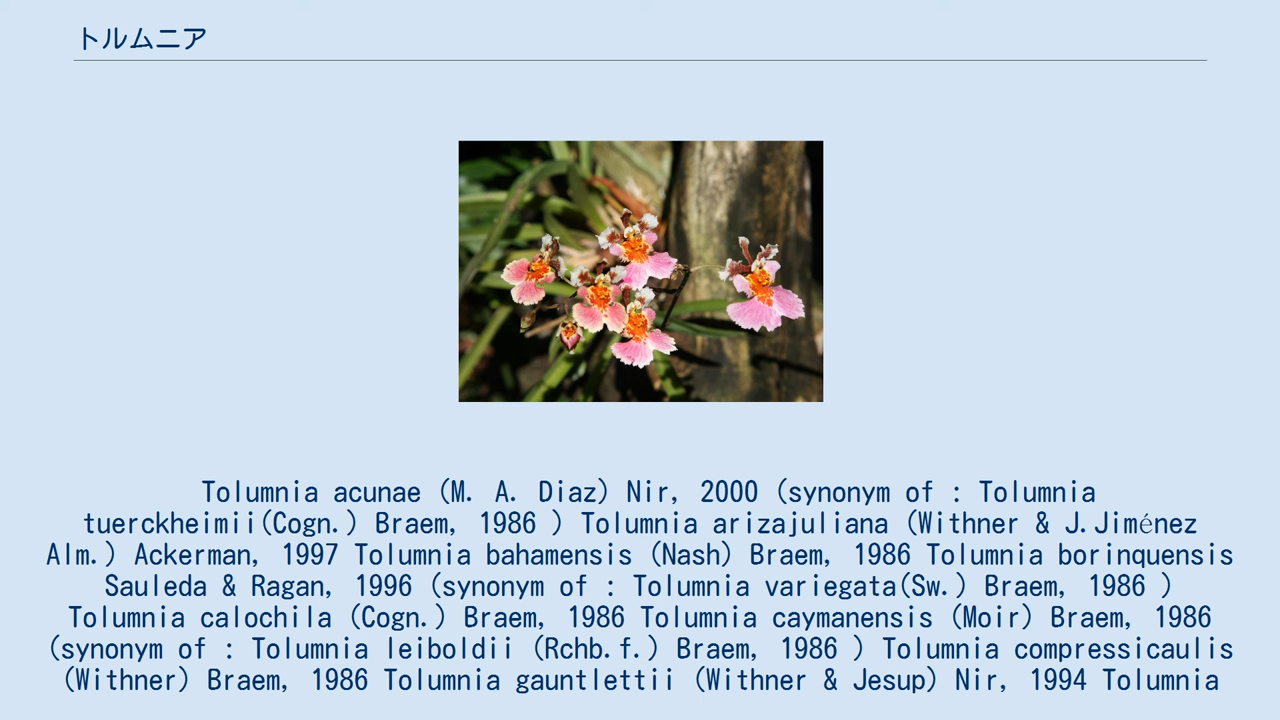 トルムニア
Tolumnia acunae (M. A. Diaz) Nir, 2000 (synonym of : Tolumnia
tuerckheimii(Cogn.) Braem, 1986 ) Tolumnia arizajuliana (Withner & J.Jiménez
Alm.) Ackerman, 1997 Tolumnia bahamensis (Nash) Braem, 1986 Tolumnia borinquensis
Sauleda & Ragan, 1996 (synonym of : Tolumnia variegata(Sw.) Braem, 1986 )
Tolumnia calochila (Cogn.) Braem, 1986 Tolumnia caymanensis (Moir) Braem, 1986
(synonym of : Tolumnia leiboldii (Rchb.f.) Braem, 1986 ) Tolumnia compressicaulis
(Withner) Braem, 1986 Tolumnia gauntlettii (Withner & Jesup) Nir, 1994 Tolumnia